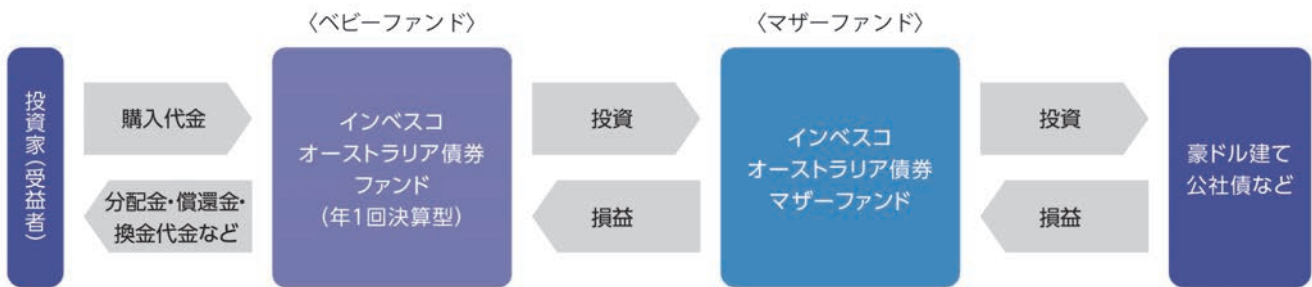 〈ベビーファンド〉
〈マザーファンド〉
投資家(受益者)
購入代金
分配金・償還金・
換金代金など
インベスコ
オーストラリア債券
ファンド
(年1回決算型)
投資
損益
インベスコ
オーストラリア債券
マザーファンド
投資
損益
豪ドル建て
公社債など